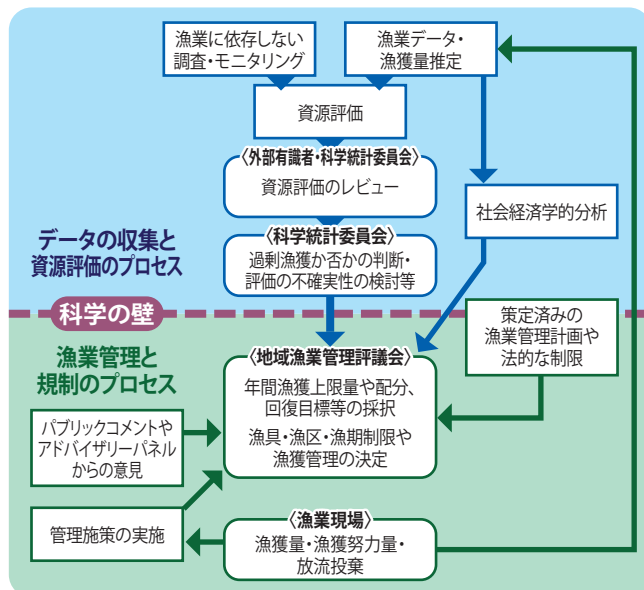 漁業に依存しない
調査・モニタリング
漁業データ・
漁獲量推定
資源評価
〈外部有識者・科学統計委員会〉
資源評価のレビュー
社会経済学的分析
〈科学統計委員会〉
過剰漁獲か否かの判断・
評価の不確実性の検討等
データの収集と
資源評価のプロセス
科学の壁
漁業管理と
規制のプロセス
策定済みの
漁業管理計画や
法的な制限
〈地域漁業管理評議会〉
年間漁獲上限量や配分、
回復目標等の採択
漁具・漁区・漁期制限や
漁獲管理の決定
パブリックコメントや
アドバイザリーパネル
からの意見
管理施策の実施
〈漁業現場〉
漁獲量・漁獲努力量・
放流投棄